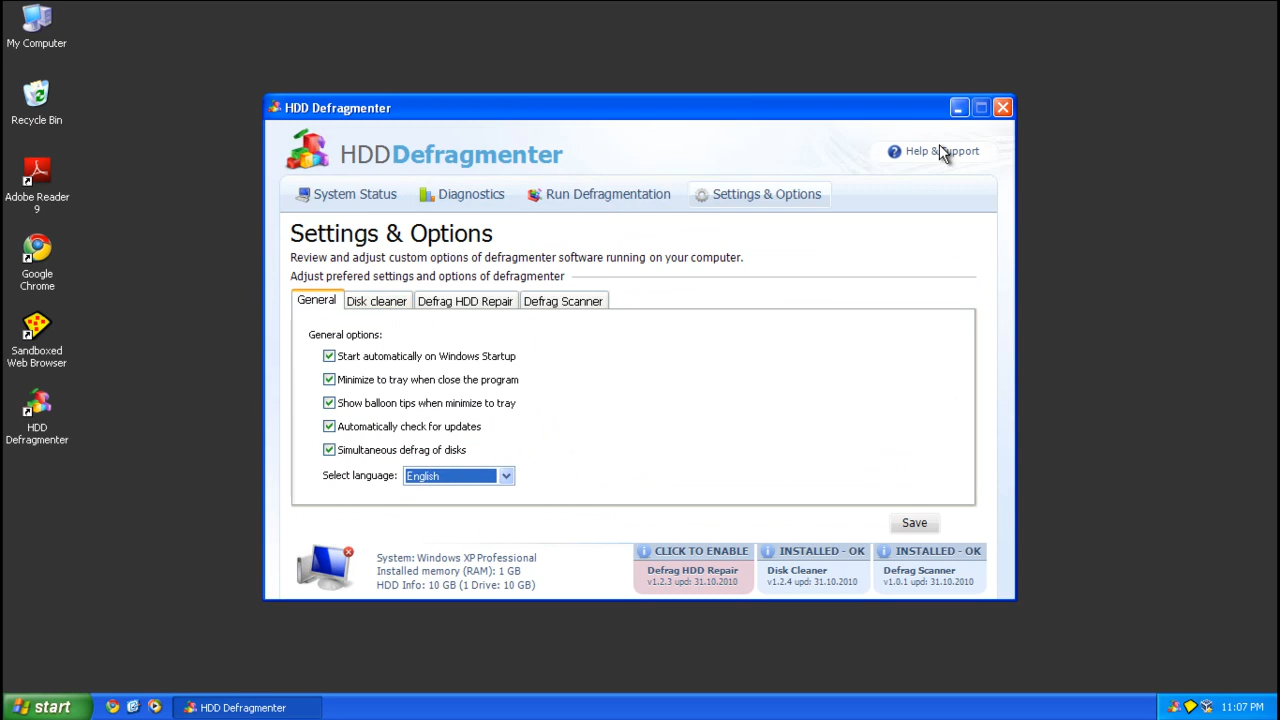 My Computer
Recycle Bin
Adobe Reader
9
Google
Chrome
Sandboxed
Web Browser
HDD
Defragmenter
HDD Defragmenter
HDDDefragmenter
Help & Support
System Status
Diagnostics
Run Defragmentation
Settings & Options
Settings & Options
Review and adjust custom options of defragmenter software running on your computer.
Adjust prefered settings and options of defragmenter
General
Disk cleaner
Defrag HDD Repair
Defrag Scanner
General options:
Start automatically on Windows Startup
Minimize to tray when close the program
Show balloon tips when minimize to tray
Automatically check for updates
Simultaneous defrag of disks
Select language: English
Save
System: Windows XP Professional
Installed memory (RAM): 1 GB
HDD Info: 10 GB (1 Drive: 10 GB)
CLICK TO ENABLE
Defrag HDD Repair
v1.2.3 upd: 31.10.2010
INSTALLED - OK
Disk Cleaner
v1.2.4 upd: 31.10.2010
INSTALLED - OK
Defrag Scanner
v1.0.1 upd: 31.10.2010
start
HDD Defragmenter
11:07 PM